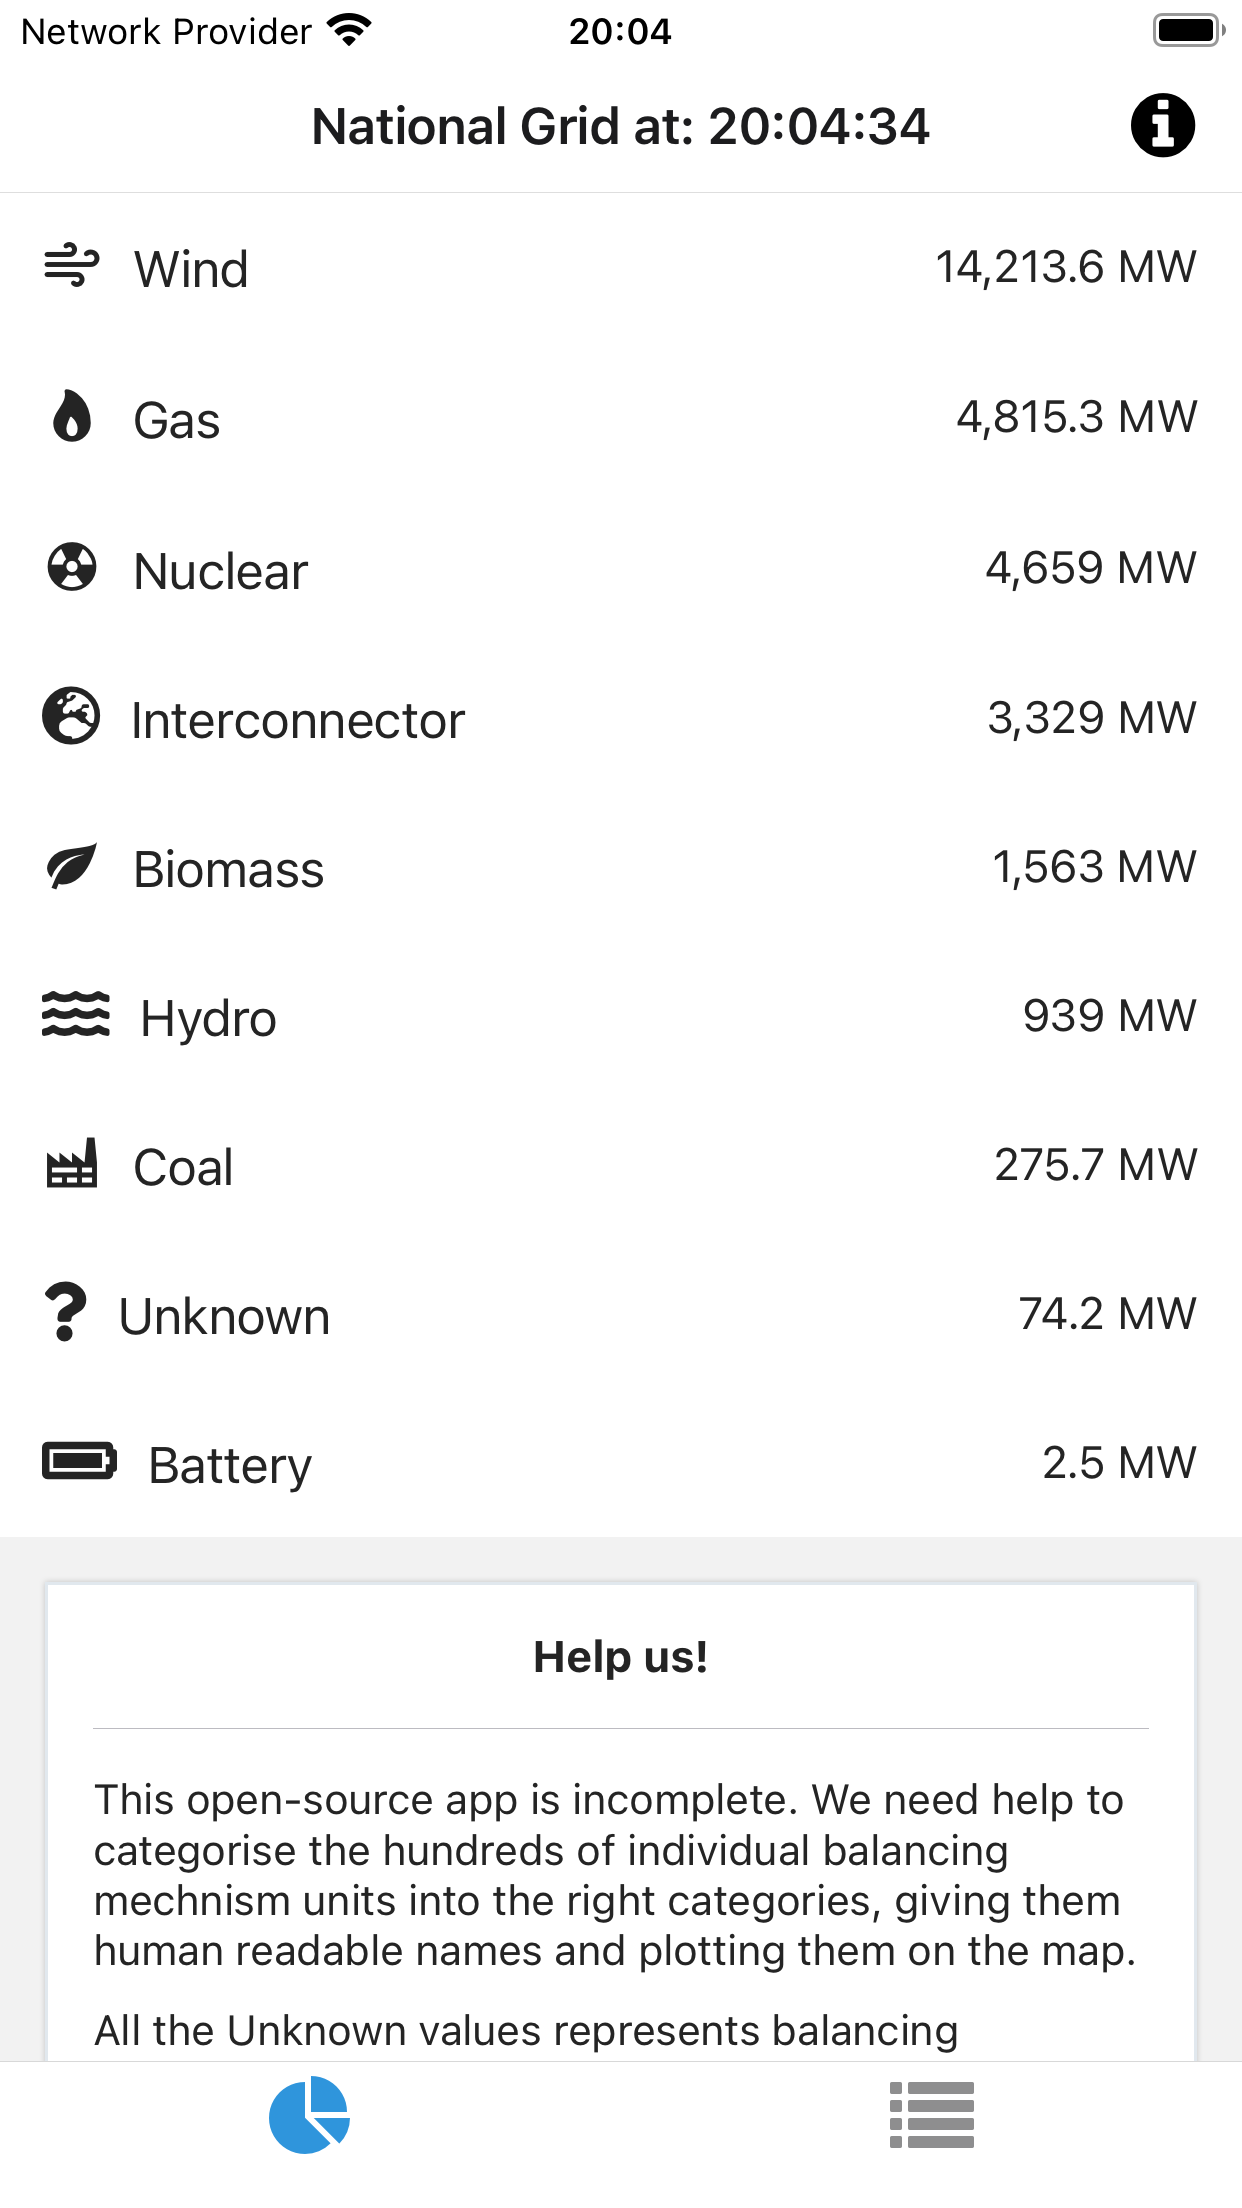 Network Provider
20:04
National Grid at: 20:04:34
Wind 14,213.6 MW
Gas 4,815.3 MW
Nuclear 4,659 MW
Interconnector 3,329 MW
Biomass 1,563 MW
Hydro 939 MW
Coal 275.7 MW
Unknown 74.2 MW
Battery 2.5 MW
Help us!
This open-source app is incomplete. We need help to
categorise the hundreds of individual balancing
mechnism units into the right categories, giving them
human readable names and plotting them on the map.
All the Unknown values represents balancing